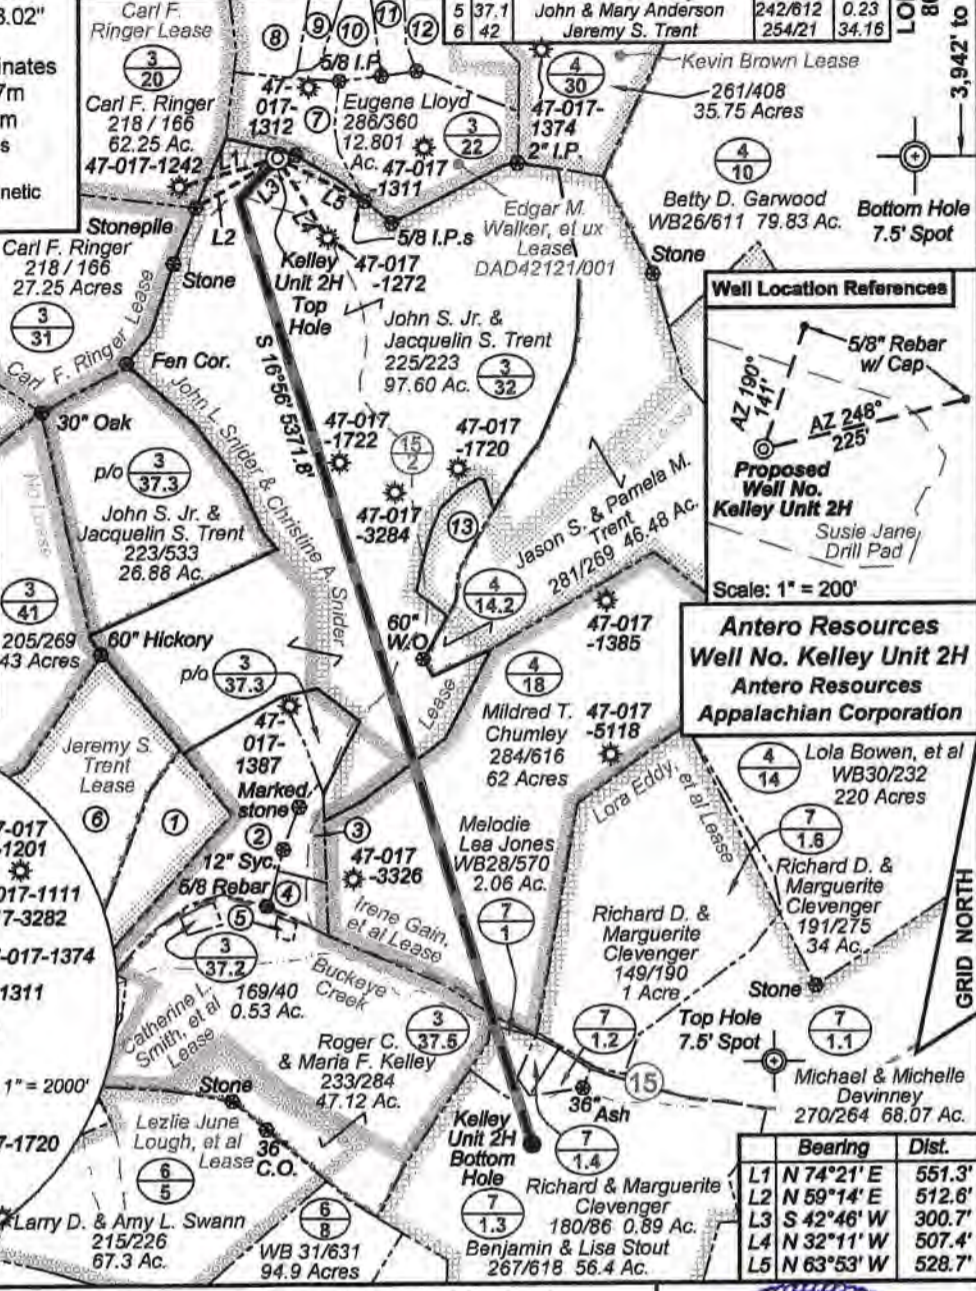 3.02"
Carl F.
Ringer Lease
3
20
Carl F. Ringer
218 / 166
62.25 Ac.
47-017-1242
8
9
10
11
12
5/8 I.P.
47-
017-
1312
7
Eugene Lloyd
286/360
12.801
Ac.
3
22
47-017
-1311
5 37.1 John & Mary Anderson 242/612 0.23
6 42 Jeremy S. Trent 254/21 34.16
4
30
47-017-
1374
2" I.P.
Kevin Brown Lease
261/408
35.75 Acres
3,942' to
4
10
Betty D. Garwood
WB26/611 79.83 Ac.
Bottom Hole
7.5' Spot
inates
7m
m
s
netic
Stonepile
L1
L2
L3
L4
L5
5/8 I.P.s
Edgar M.
Walker, et ux
Lease
DAD42121/001
Stone
Carl F. Ringer
218 / 166
27.25 Acres
3
31
Carl F. Ringer Lease
Stone
Kelley
Unit 2H
Top
Hole
47-017
-1272
John S. Jr. &
Jacquelin S. Trent
225/223
97.60 Ac.
3
32
Well Location References
5/8" Rebar
w/ Cap
AZ 190°
141'
AZ 248°
225'
Proposed
Well No.
Kelley Unit 2H
Susie Jane
Drill Pad
Scale: 1" = 200'
Fen Cor.
30" Oak
S 16°56' 5371.8'
John L. Snider & Christine A. Snider
47-017
-1722
15
2
47-017
-1720
47-017
-3284
13
p/o
3
37.3
John S. Jr. &
Jacquelin S. Trent
223/533
26.88 Ac.
No Lease
Jason S. & Pamela M.
Trent
281/269 46.48 Ac.
4
14.2
3
41
205/269
43 Acres
60" Hickory
60"
W.O
47-017
-1385
Antero Resources
Well No. Kelley Unit 2H
Antero Resources
Appalachian Corporation
p/o
3
37.3
Lease
4
18
Mildred T.
Chumley
284/616
62 Acres
47-017
-5118
47-
017-
1387
Jeremy S.
Trent
Lease
6
1
Marked
stone
2
3
12" Syc.
5/8 Rebar
4
5
47-017
-3326
Irene Gain,
et al Lease
Melodie
Lea Jones
WB28/570
2.06 Ac.
7
1
Lora Eddy, et al Lease
4
14
Lola Bowen, et al
WB30/232
220 Acres
7
1.6
Richard D. &
Marguerite
Clevenger
191/275
34 Ac.
Richard D. &
Marguerite
Clevenger
149/190
1 Acre
GRID NORTH
7-017
-1201
017-1111
7-3282
-017-1374
1311
3
37.2
169/40
0.53 Ac.
Buckeye
Creek
Catherine L.
Smith, et al
Lease
Roger C.
& Maria F. Kelley
233/284
47.12 Ac.
3
37.5
7
1.2
Stone
Top Hole
7.5' Spot
7
1.1
Michael & Michelle
Devinney
270/264 68.07 Ac.
15
36" Ash
1" = 2000'
7-1720
Stone
Lezlie June
Lough, et al
Lease
36"
C.O.
6
5
Larry D. & Amy L. Swann
215/226
67.3 Ac.
6
8
WB 31/631
94.9 Acres
Kelley
Unit 2H
Bottom
Hole
7
1.4
Richard & Marguerite
Clevenger
180/86 0.89 Ac.
7
1.3
Benjamin & Lisa Stout
267/618 56.4 Ac.
Bearing Dist.
L1 N 74°21' E 551.3'
L2 N 59°14' E 512.6'
L3 S 42°46' W 300.7'
L4 N 32°11' W 507.4'
L5 N 63°53' W 528.7'